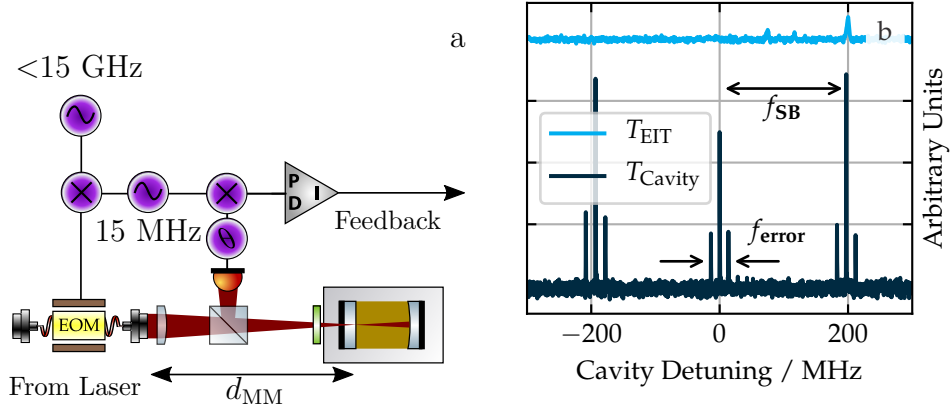 a
<15 GHz
15 MHz
P
D
I
Feedback
θ
EOM
From Laser
d_MM
b
f_SB
T_EIT
T_Cavity
f_error
−200
0
200
Cavity Detuning / MHz
Arbitrary Units